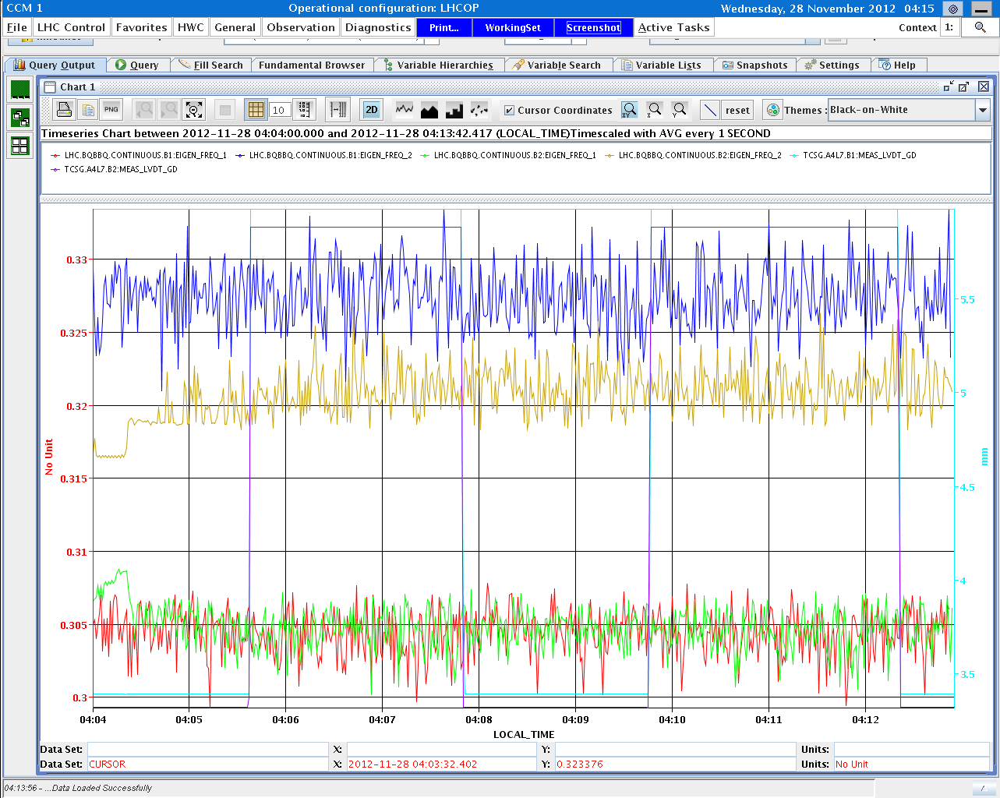 CCM 1 Operational configuration: LHCOP Wednesday, 28 November 2012 04:15
File LHC Control Favorites HWC General Observation Diagnostics Print... WorkingSet Screenshot Active Tasks Context 1:
Query Output Query Fill Search Fundamental Browser Variable Hierarchies Variable Search Variable Lists Snapshots Settings Help
Chart 1
PNG 10 2D Cursor Coordinates XY X Y reset Themes : Black-on-White
Timeseries Chart between 2012-11-28 04:04:00.000 and 2012-11-28 04:13:42.417 (LOCAL_TIME)Timescaled with AVG every 1 SECOND
LHC.BQBBQ.CONTINUOUS.B1:EIGEN_FREQ_1 LHC.BQBBQ.CONTINUOUS.B1:EIGEN_FREQ_2 LHC.BQBBQ.CONTINUOUS.B2:EIGEN_FREQ_1 LHC.BQBBQ.CONTINUOUS.B2:EIGEN_FREQ_2 TCSG.A4L7.B1:MEAS_LVDT_GD
TCSG.A4L7.B2:MEAS_LVDT_GD
0.33
5.5
0.325
5
0.32
No Unit
mm
0.315
4.5
0.31
4
0.305
3.5
0.3
04:04 04:05 04:06 04:07 04:08 04:09 04:10 04:11 04:12
LOCAL_TIME
Data Set: X: Y: Units:
Data Set: CURSOR X: 2012-11-28 04:03:32.402 Y: 0.323376 Units: No Unit
04:13:56 - ...Data Loaded Successfully